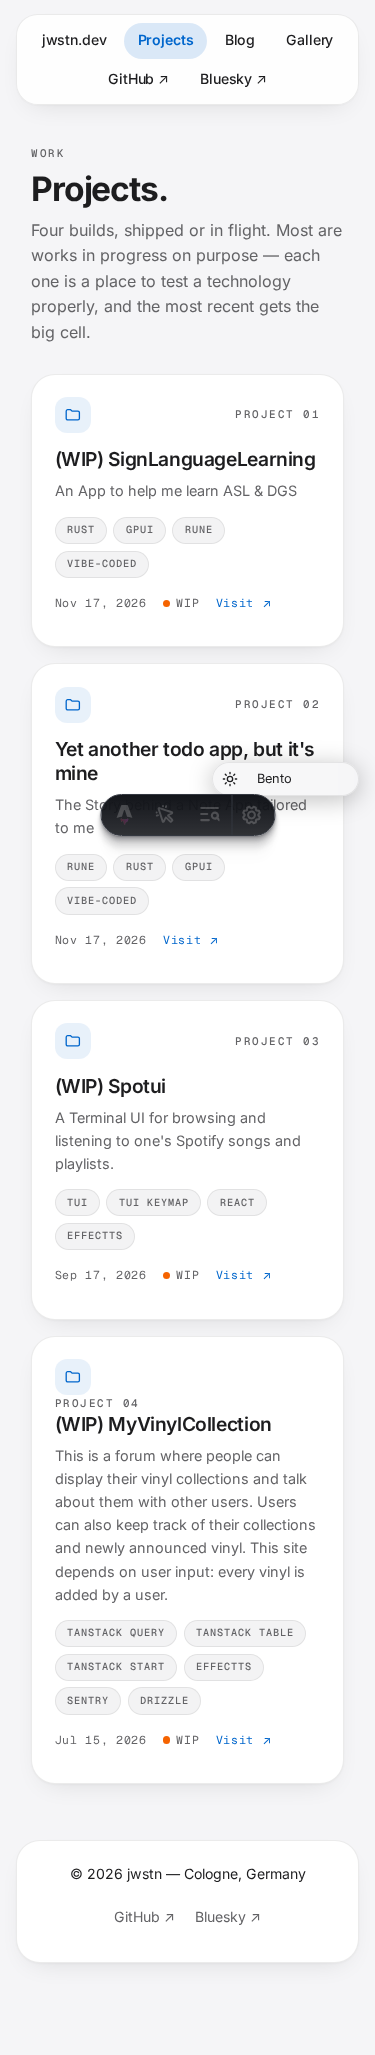 jwstn.dev Projects Blog Gallery
GitHub ↗ Bluesky ↗
WORK
Projects.
Four builds, shipped or in flight. Most are
works in progress on purpose — each
one is a place to test a technology
properly, and the most recent gets the
big cell.
PROJECT 01
(WIP) SignLanguageLearning
An App to help me learn ASL & DGS
RUST GPUI RUNE
VIBE-CODED
Nov 17, 2026 WIP Visit ↗
PROJECT 02
Yet another todo app, but it's
mine
Bento
The
to me
RUNE RUST GPUI
VIBE-CODED
Nov 17, 2026 Visit ↗
PROJECT 03
(WIP) Spotui
A Terminal UI for browsing and
listening to one's Spotify songs and
playlists.
TUI TUI KEYMAP REACT
EFFECTTS
Sep 17, 2026 WIP Visit ↗
PROJECT 04
(WIP) MyVinylCollection
This is a forum where people can
display their vinyl collections and talk
about them with other users. Users
can also keep track of their collections
and newly announced vinyl. This site
depends on user input: every vinyl is
added by a user.
TANSTACK QUERY TANSTACK TABLE
TANSTACK START EFFECTTS
SENTRY DRIZZLE
Jul 15, 2026 WIP Visit ↗
© 2026 jwstn — Cologne, Germany
GitHub ↗ Bluesky ↗